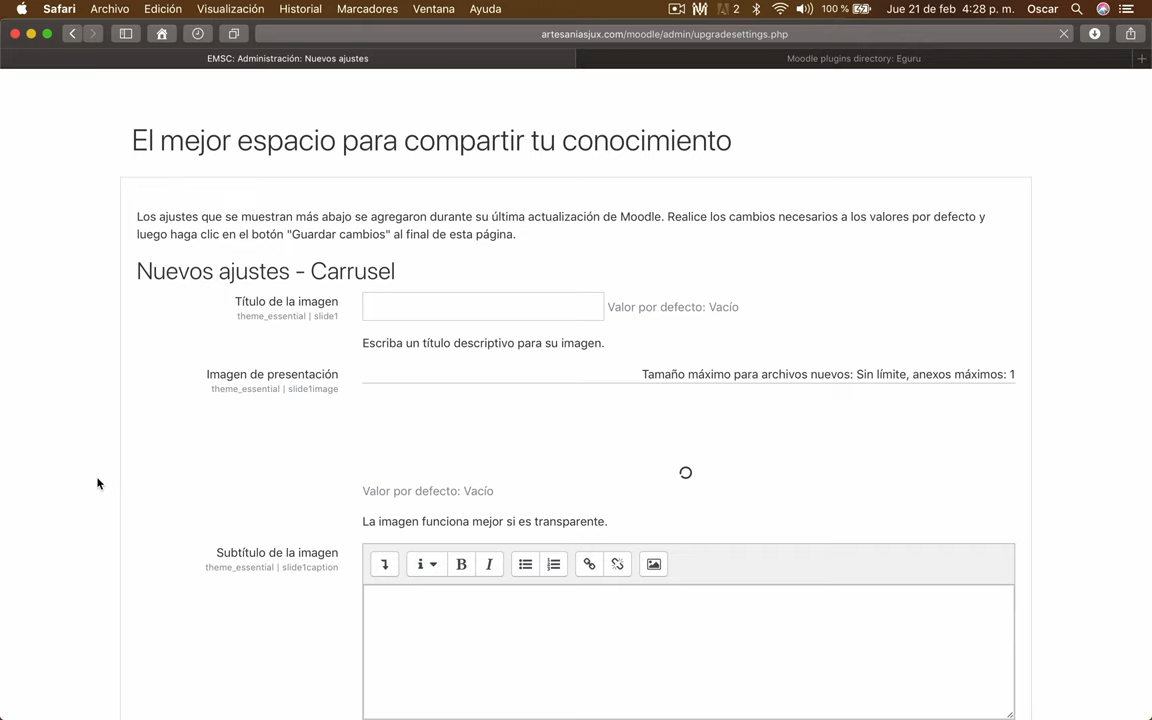 Safari Archivo Edición Visualización Historial Marcadores Ventana Ayuda 2 100 % Jue 21 de feb 4:28 p. m. Oscar
artesaniasjux.com/moodle/admin/upgradesettings.php
EMSC: Administración: Nuevos ajustes Moodle plugins directory: Eguru
El mejor espacio para compartir tu conocimiento
Los ajustes que se muestran más abajo se agregaron durante su última actualización de Moodle. Realice los cambios necesarios a los valores por defecto y
luego haga clic en el botón "Guardar cambios" al final de esta página.
Nuevos ajustes - Carrusel
Título de la imagen
theme_essential | slide1
Valor por defecto: Vacío
Escriba un título descriptivo para su imagen.
Imagen de presentación
theme_essential | slide1image
Tamaño máximo para archivos nuevos: Sin límite, anexos máximos: 1
Valor por defecto: Vacío
La imagen funciona mejor si es transparente.
Subtítulo de la imagen
theme_essential | slide1caption
i B I